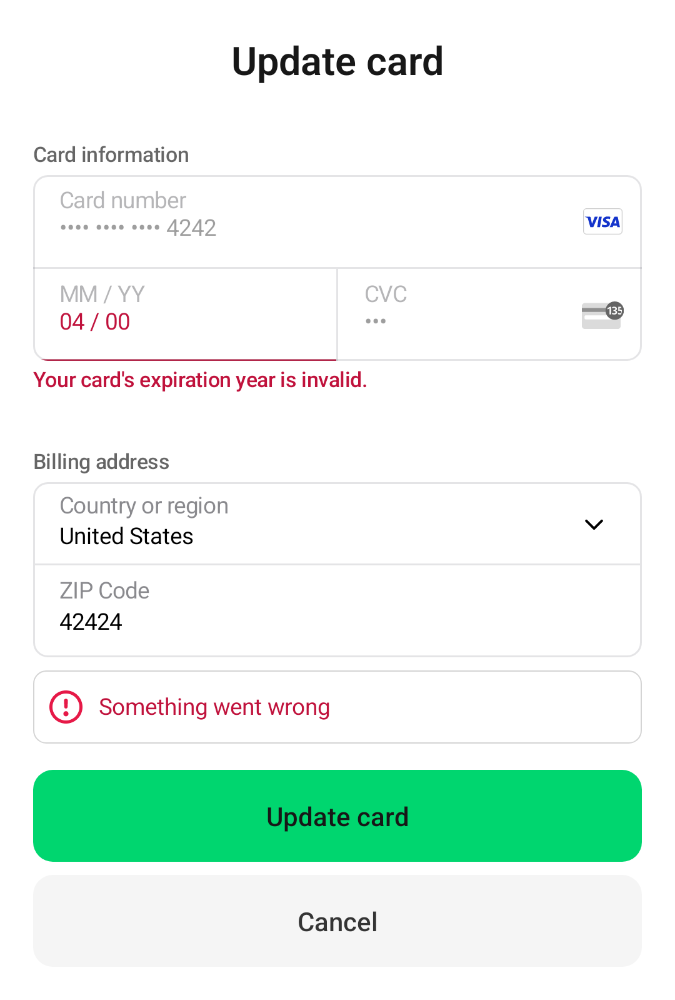 Update card
Card information
Card number
•••• •••• •••• 4242
VISA
MM / YY
04 / 00
CVC
•••
135
Your card's expiration year is invalid.
Billing address
Country or region
United States
ZIP Code
42424
Something went wrong
Update card
Cancel